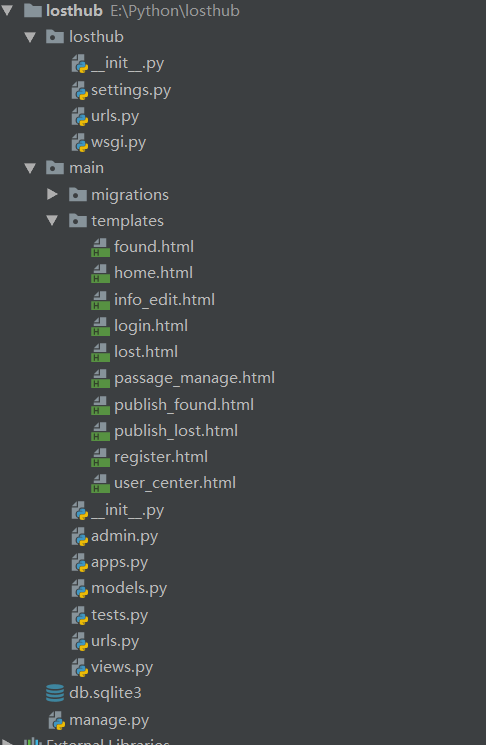 losthub E:\Python\losthub
losthub
__init__.py
settings.py
urls.py
wsgi.py
main
migrations
templates
found.html
home.html
info_edit.html
login.html
lost.html
passage_manage.html
publish_found.html
publish_lost.html
register.html
user_center.html
__init__.py
admin.py
apps.py
models.py
tests.py
urls.py
views.py
db.sqlite3
manage.py
External Libraries